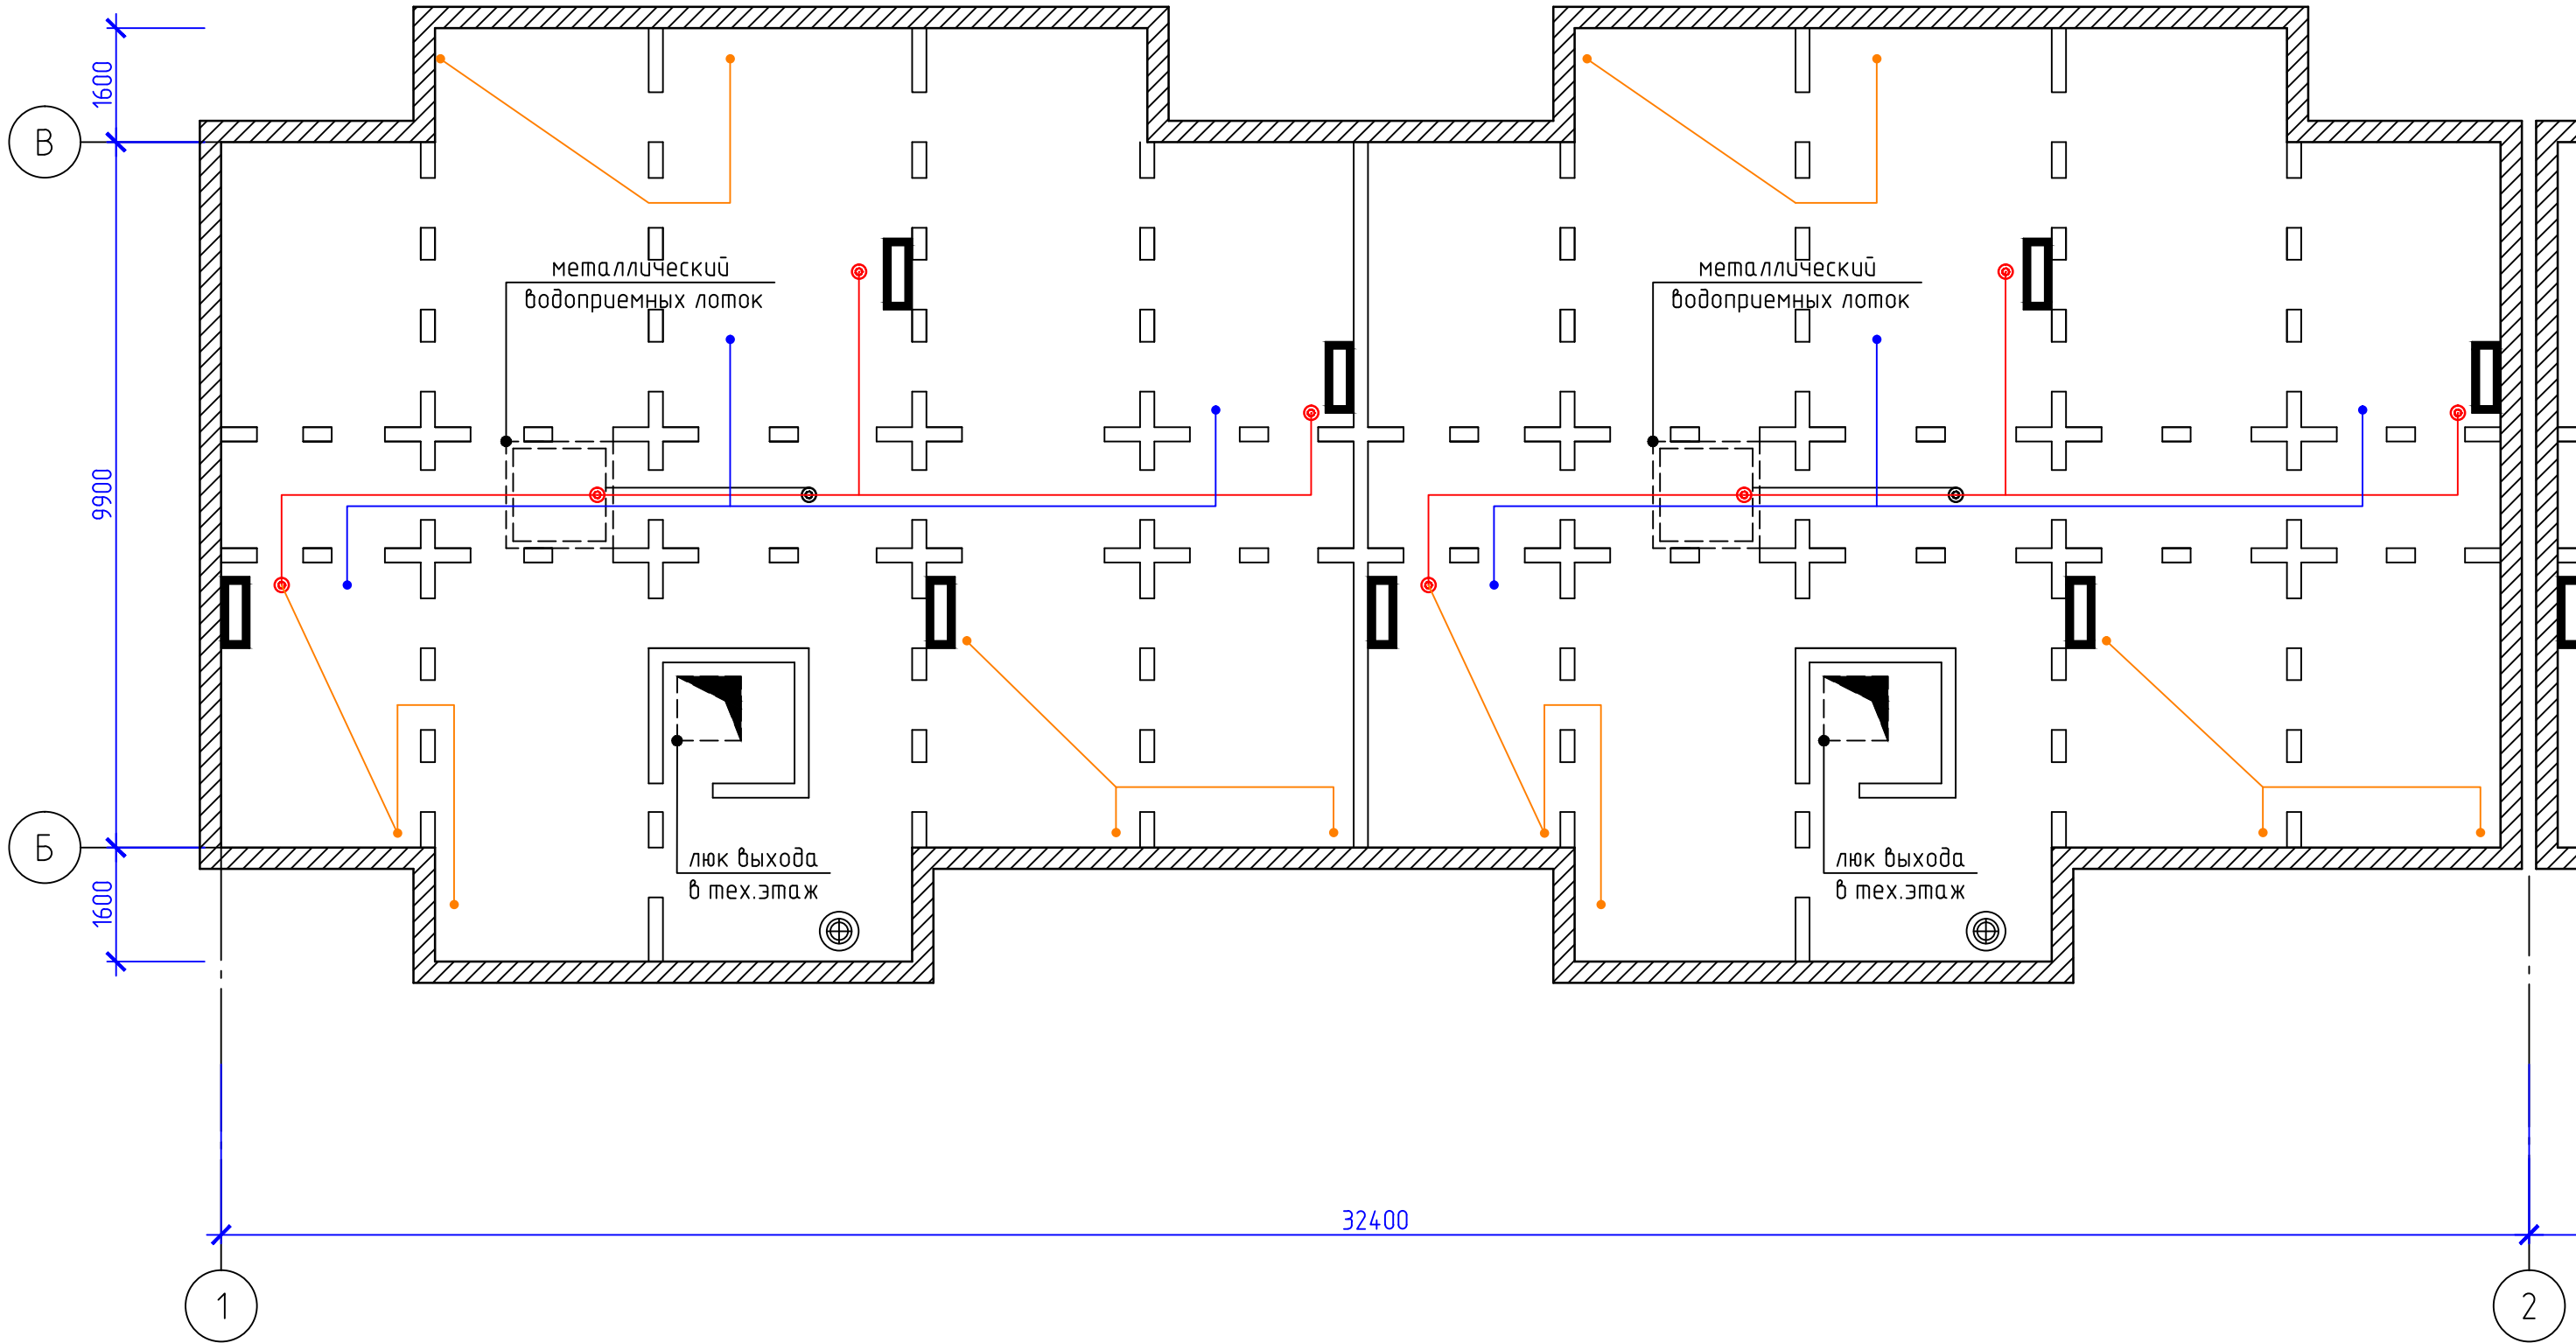 1600
В
металлический
водоприемных лоток
металлический
водоприемных лоток
9900
Б
люк выхода
в тех.этаж
люк выхода
в тех.этаж
1600
32400
1
2